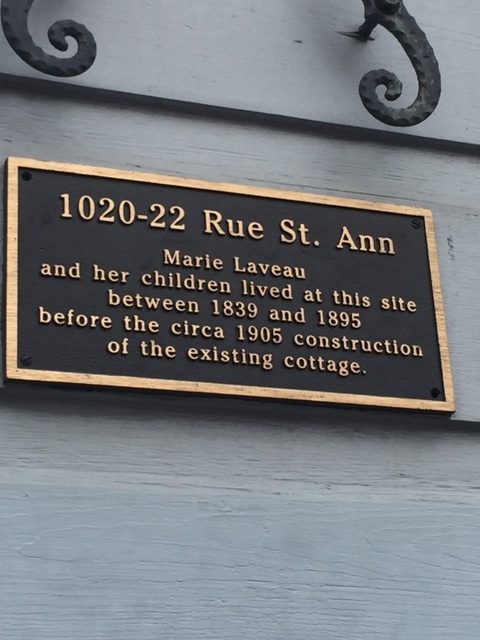 1020-22 Rue St. Ann
Marie Laveau
and her children lived at this site
between 1839 and 1895
before the circa 1905 construction
of the existing cottage.